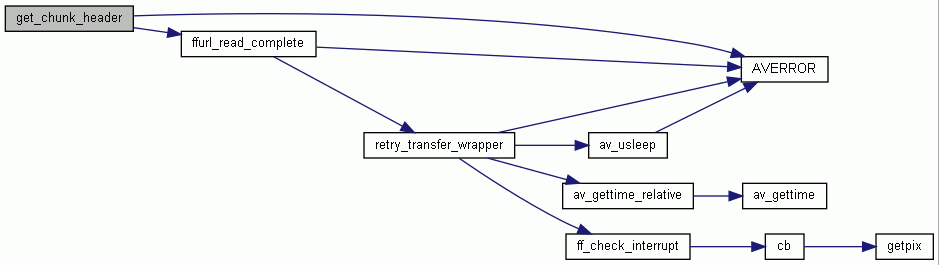 get_chunk_header
ffurl_read_complete
AVERROR
retry_transfer_wrapper
av_usleep
av_gettime_relative
av_gettime
ff_check_interrupt
cb
getpix